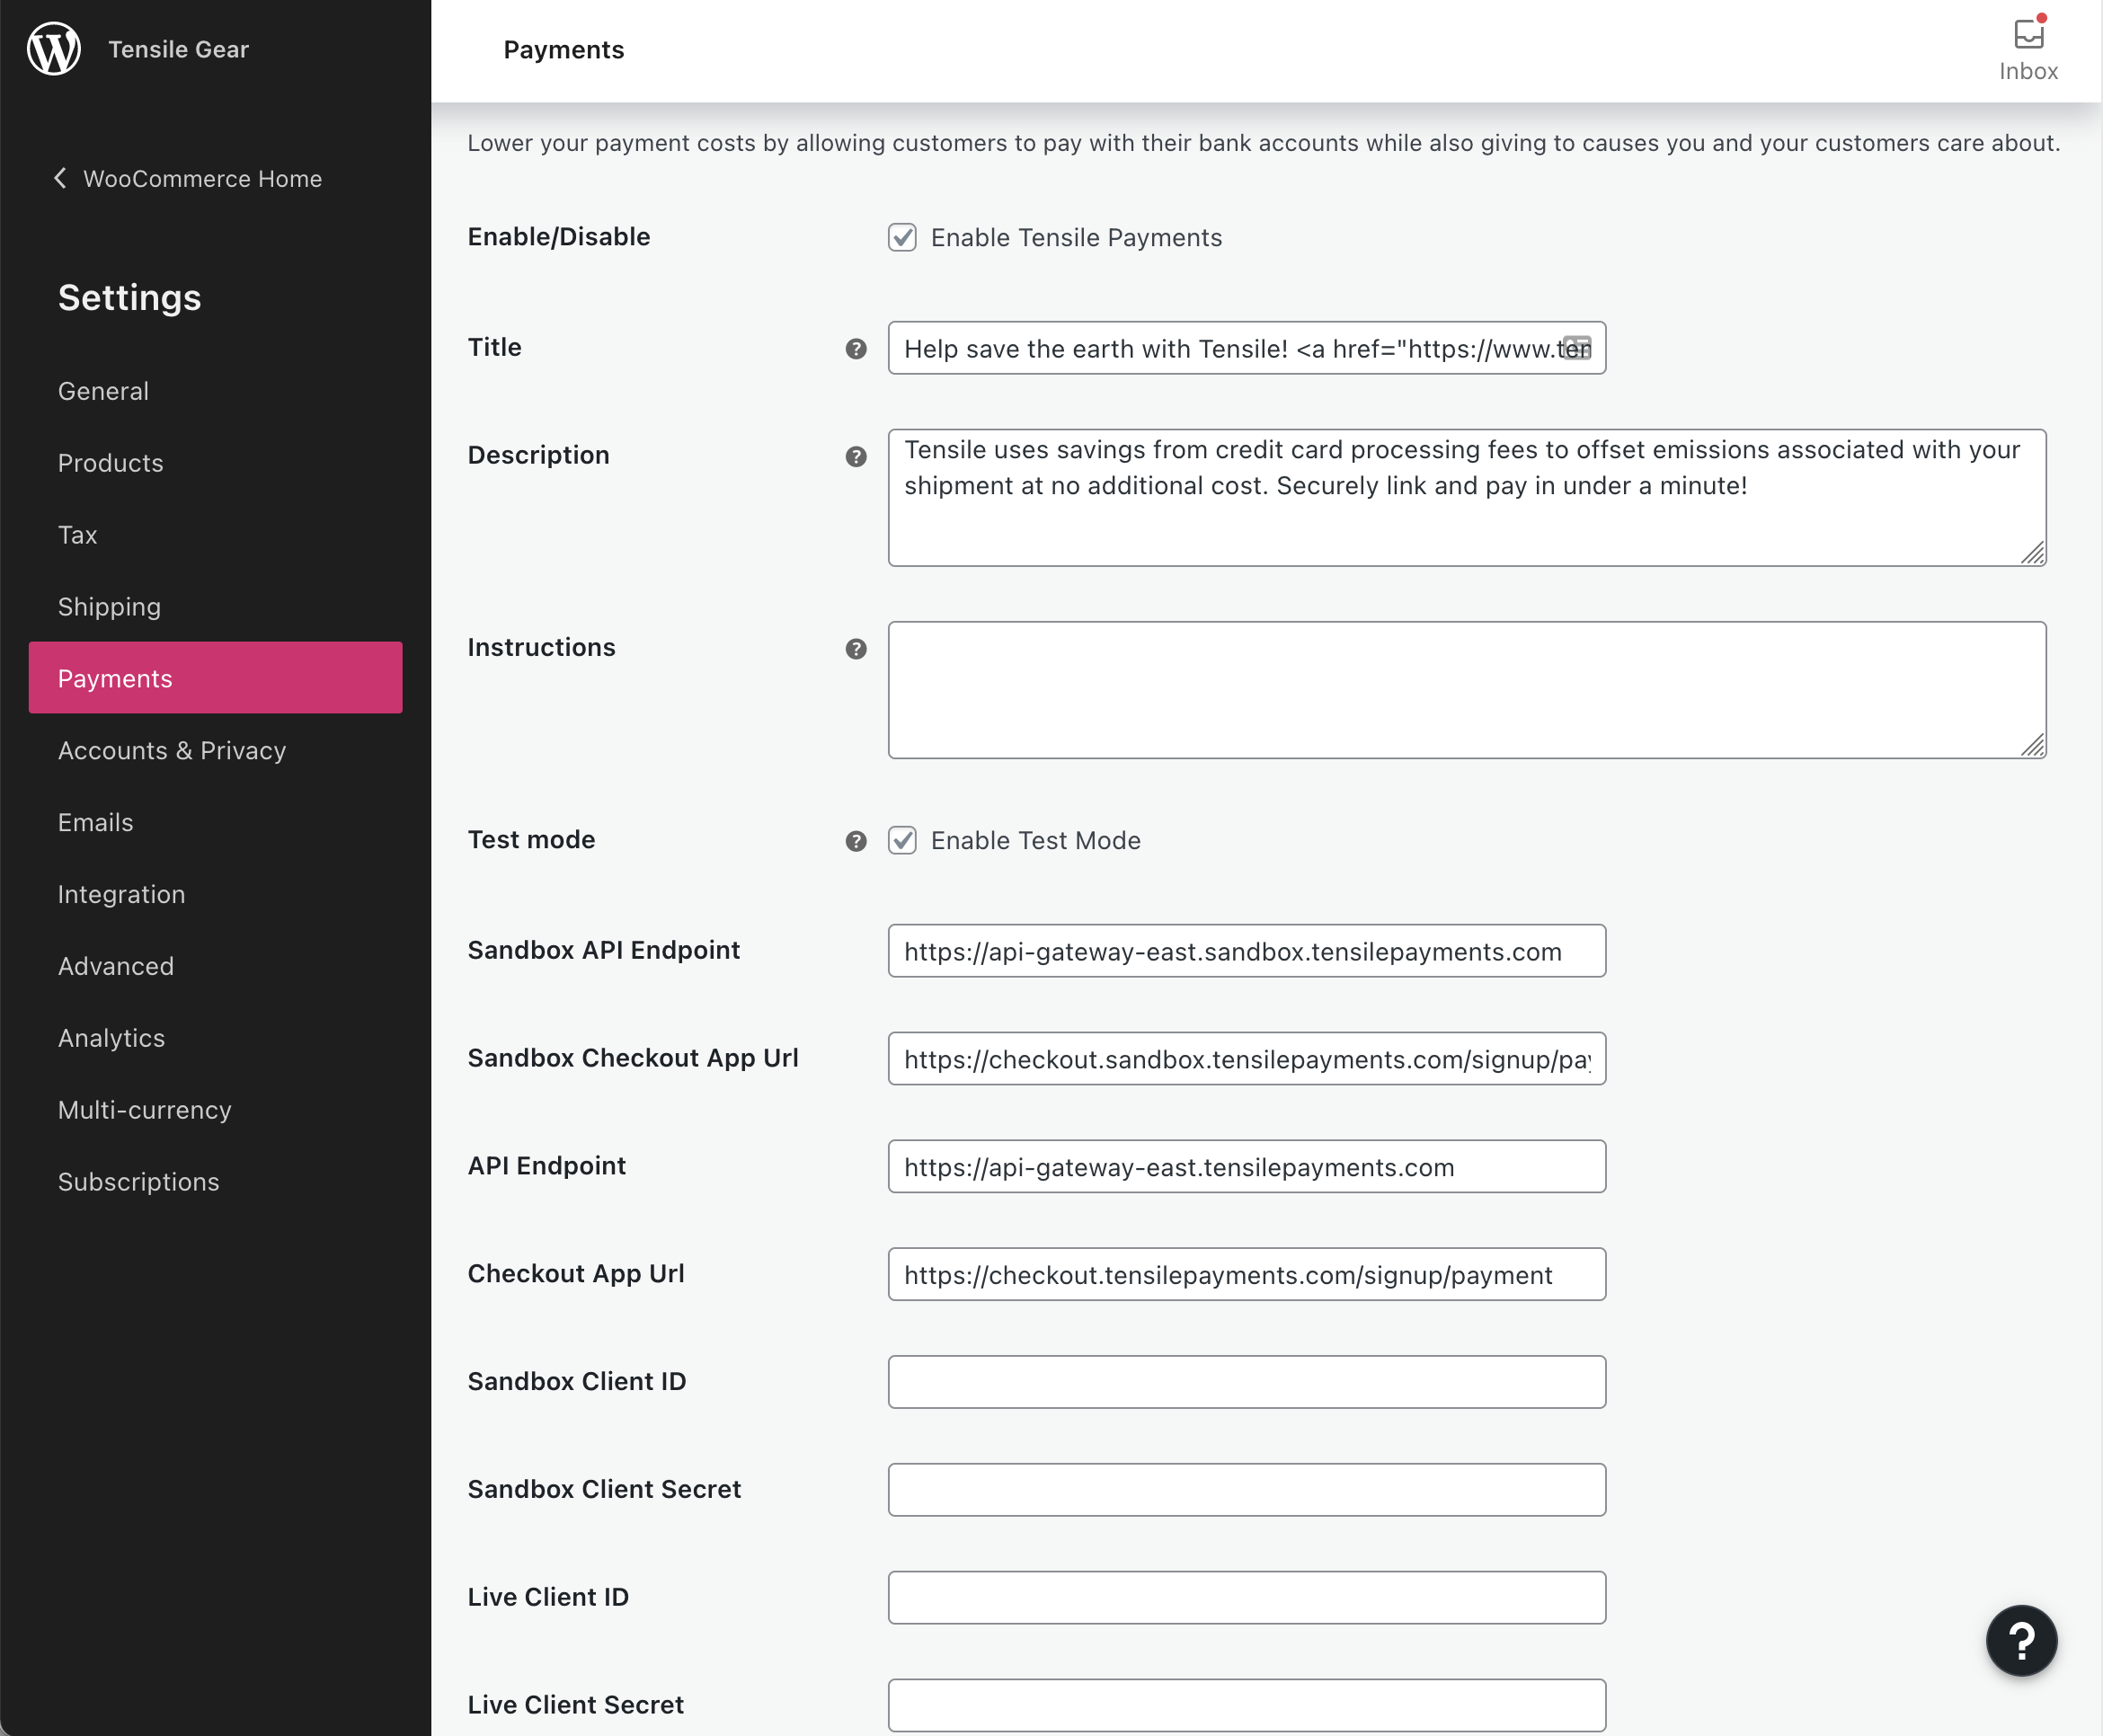 Tensile Gear
Payments
Inbox
Lower your payment costs by allowing customers to pay with their bank accounts while also giving to causes you and your customers care about.
WooCommerce Home
Enable/Disable
Enable Tensile Payments
Settings
Title
Help save the earth with Tensile! <a href="https://www.ten
General
Products
Tax
Shipping
Payments
Accounts & Privacy
Emails
Integration
Advanced
Analytics
Multi-currency
Subscriptions
Description
Tensile uses savings from credit card processing fees to offset emissions associated with your
shipment at no additional cost. Securely link and pay in under a minute!
Instructions
Test mode
Enable Test Mode
Sandbox API Endpoint
https://api-gateway-east.sandbox.tensilepayments.com
Sandbox Checkout App Url
https://checkout.sandbox.tensilepayments.com/signup/pay
API Endpoint
https://api-gateway-east.tensilepayments.com
Checkout App Url
https://checkout.tensilepayments.com/signup/payment
Sandbox Client ID
Sandbox Client Secret
Live Client ID
Live Client Secret